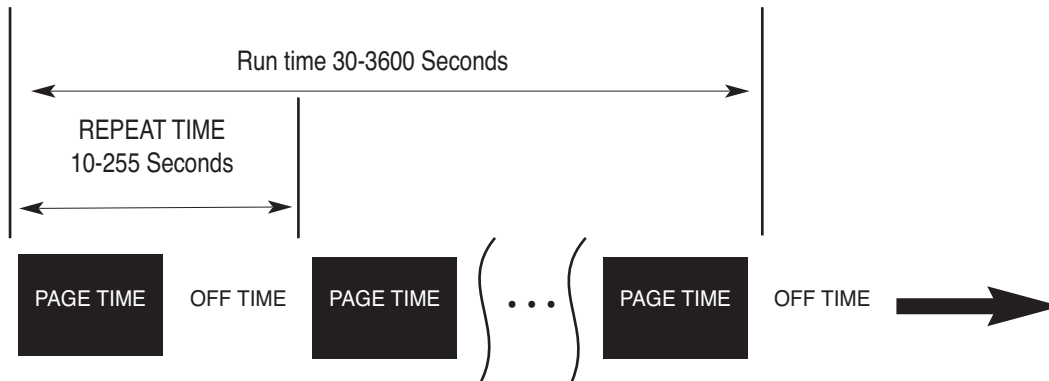 Run time 30-3600 Seconds
REPEAT TIME
10-255 Seconds
PAGE TIME OFF TIME PAGE TIME ... PAGE TIME OFF TIME